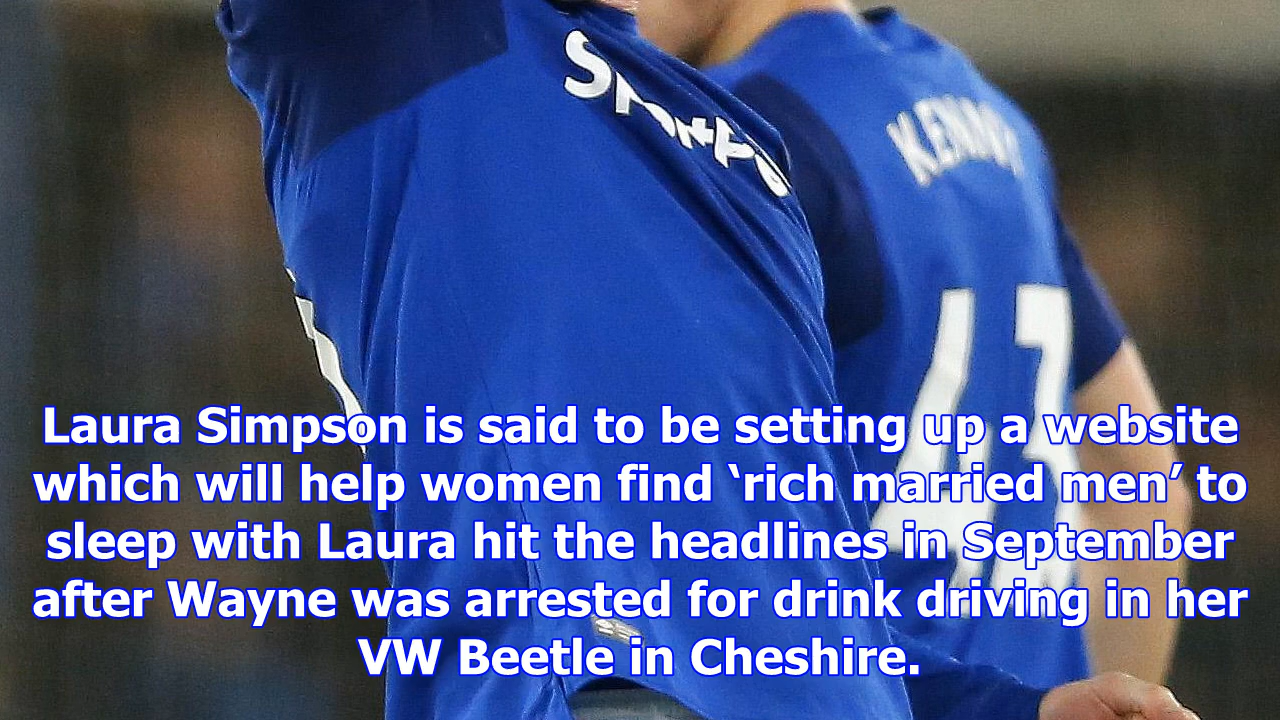 KENNY
43
Laura Simpson is said to be setting up a website
which will help women find ‘rich married men’ to
sleep with Laura hit the headlines in September
after Wayne was arrested for drink driving in her
VW Beetle in Cheshire.